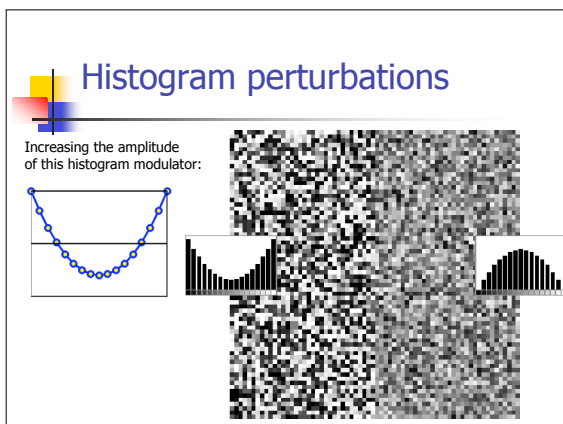 Histogram perturbations
Increasing the amplitude
of this histogram modulator: